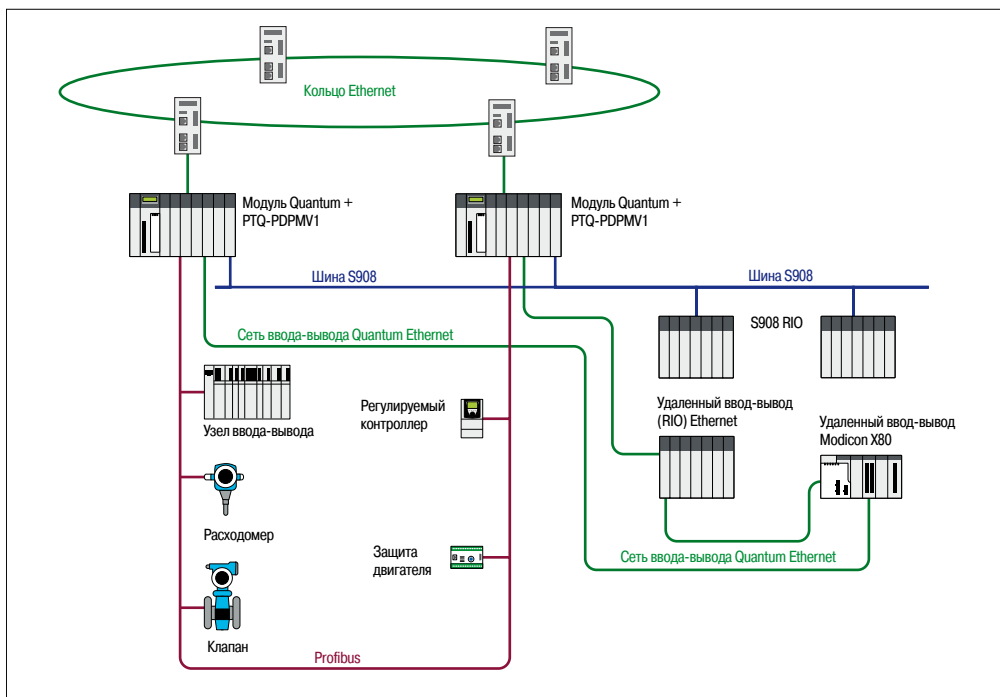 Кольцо Ethernet
Модуль Quantum +
PTQ-PDPMV1
Модуль Quantum +
PTQ-PDPMV1
Шина S908
Шина S908
S908 RIO
Сеть ввода-вывода Quantum Ethernet
Узел ввода-вывода
Регулируемый
контроллер
Удаленный ввод-вывод
(RIO) Ethernet
Удаленный ввод-вывод
Modicon X80
Расходомер
Защита
двигателя
Сеть ввода-вывода Quantum Ethernet
Клапан
Profibus